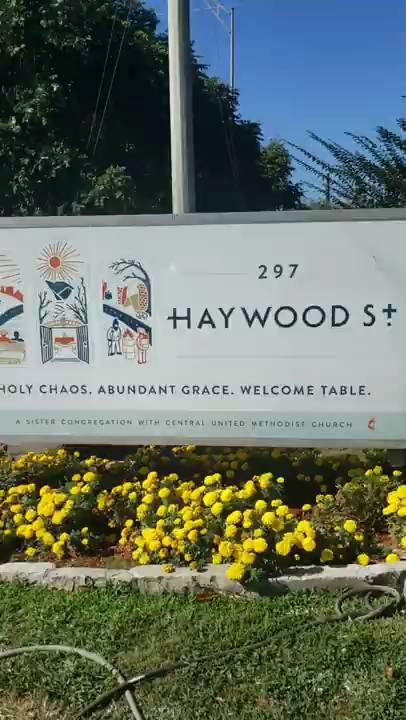 297
HAYWOOD St
HOLY CHAOS. ABUNDANT GRACE. WELCOME TABLE.
A SISTER CONGREGATION WITH CENTRAL UNITED METHODIST CHURCH